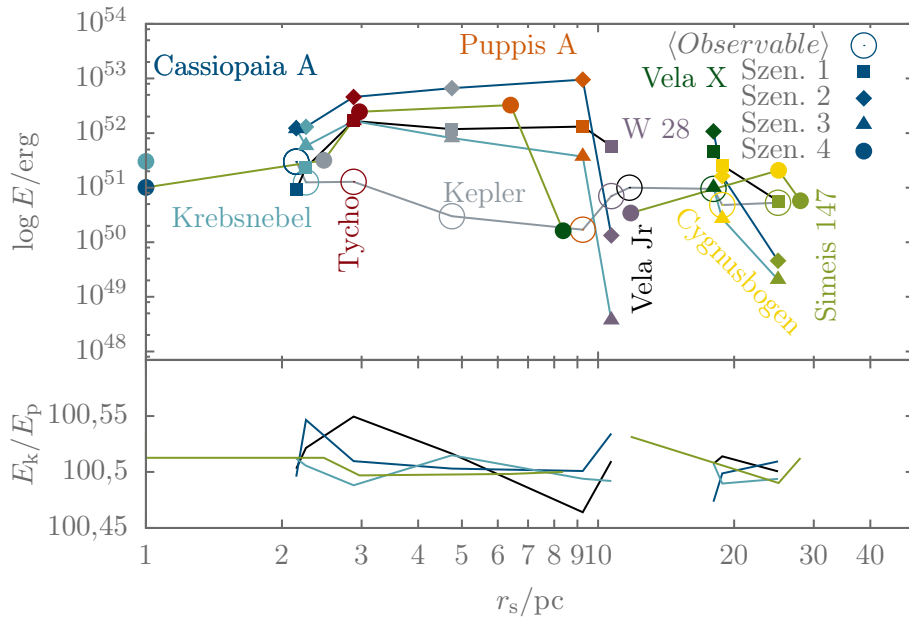 10^54
10^53
10^52
10^51
10^50
10^49
10^48
log E/erg
Cassiopaia A
Puppis A
⟨Observable⟩
Vela X
Szen. 1
Szen. 2
Szen. 3
Szen. 4
W 28
Krebsnebel
Tycho
Kepler
Vela Jr
Cygnusbogen
Simeis 147
100,55
100,5
100,45
E_k/E_p
1 2 3 4 5 6 7 8 9 10 20 30 40
r_s/pc